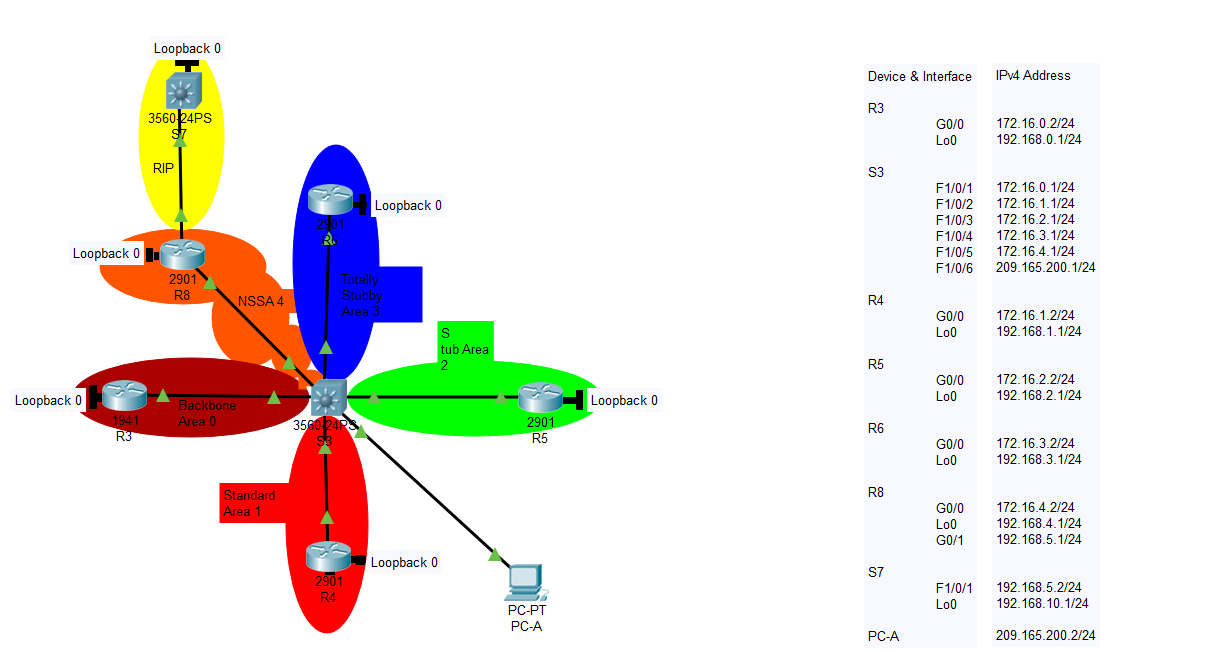 Loopback 0
3560-24PS
S7
RIP
Loopback 0
2901
R8
NSSA 4
Loopback 0
2901
R6
Totally
Stubby
Area 3
S
tub Area
2
Loopback 0
1941
R3
Backbone
Area 0
3560-24PS
S3
2901
R5
Loopback 0
Standard
Area 1
Loopback 0
2901
R4
PC-PT
PC-A
Device & Interface IPv4 Address
R3
G0/0 172.16.0.2/24
Lo0 192.168.0.1/24
S3
F1/0/1 172.16.0.1/24
F1/0/2 172.16.1.1/24
F1/0/3 172.16.2.1/24
F1/0/4 172.16.3.1/24
F1/0/5 172.16.4.1/24
F1/0/6 209.165.200.1/24
R4
G0/0 172.16.1.2/24
Lo0 192.168.1.1/24
R5
G0/0 172.16.2.2/24
Lo0 192.168.2.1/24
R6
G0/0 172.16.3.2/24
Lo0 192.168.3.1/24
R8
G0/0 172.16.4.2/24
Lo0 192.168.4.1/24
G0/1 192.168.5.1/24
S7
F1/0/1 192.168.5.2/24
Lo0 192.168.10.1/24
PC-A 209.165.200.2/24